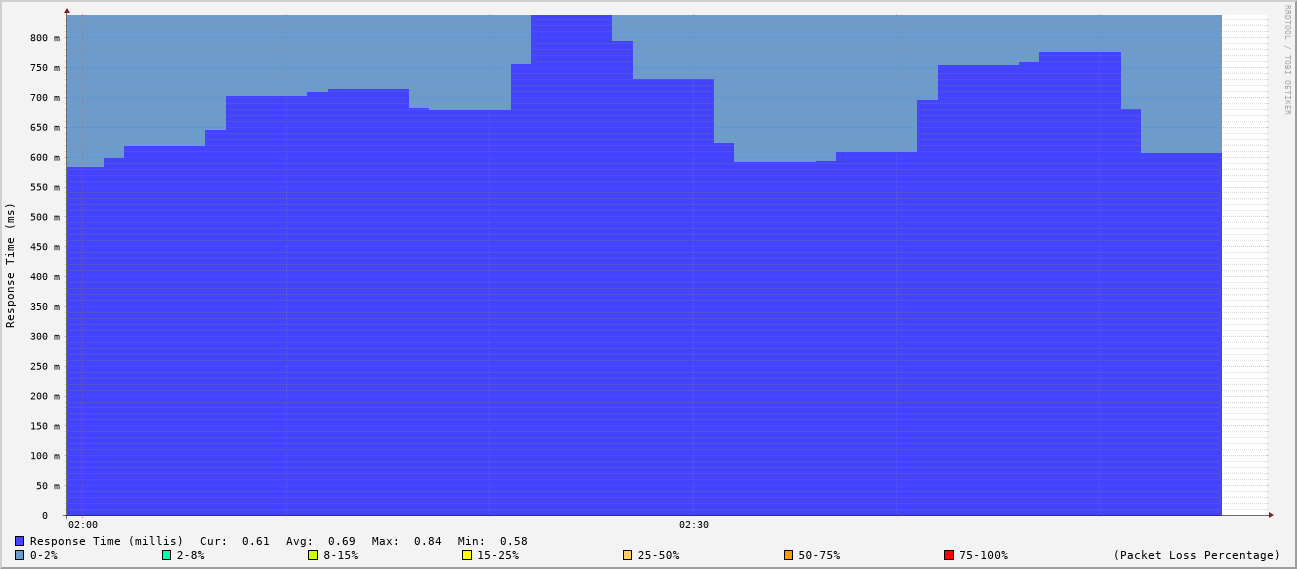 RRDTOOL / TOBI OETIKER
Response Time (ms)
800 m
750 m
700 m
650 m
600 m
550 m
500 m
450 m
400 m
350 m
300 m
250 m
200 m
150 m
100 m
50 m
0
02:00 02:30
Response Time (millis) Cur: 0.61 Avg: 0.69 Max: 0.84 Min: 0.58
0-2% 2-8% 8-15% 15-25% 25-50% 50-75% 75-100% (Packet Loss Percentage)